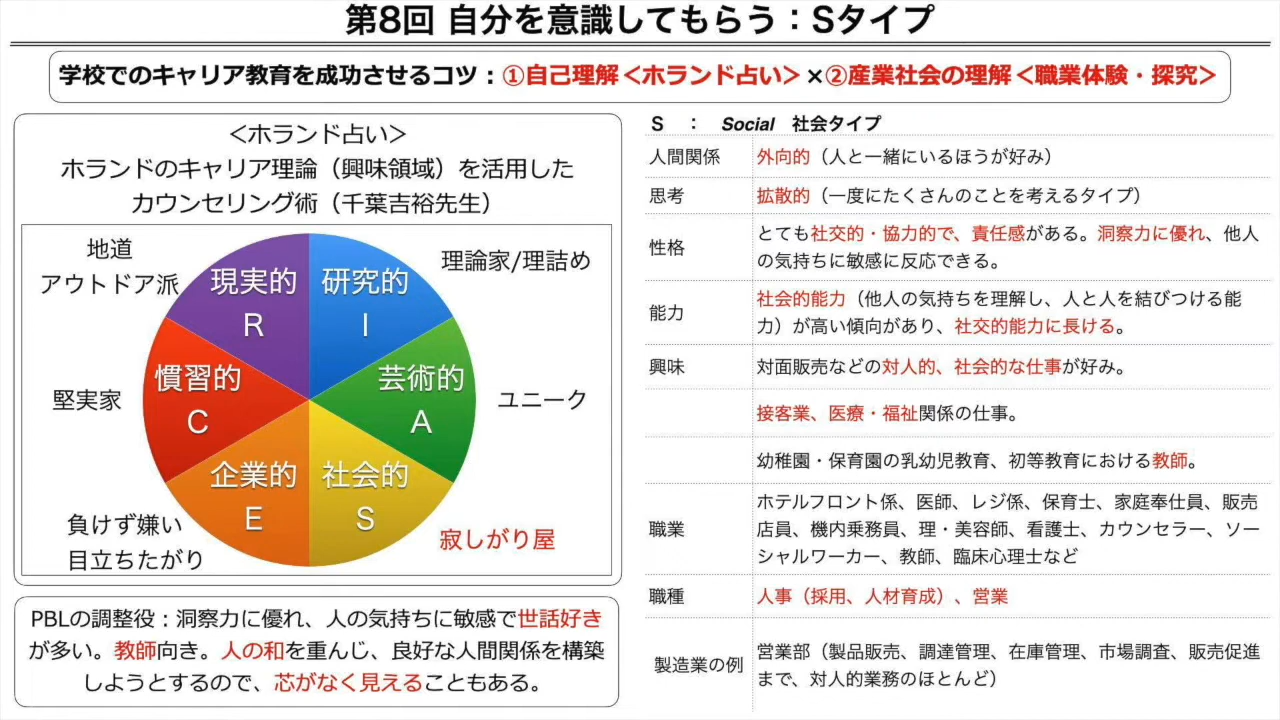 第8回 自分を意識してもらう：Sタイプ
学校でのキャリア教育を成功させるコツ：①自己理解＜ホランド占い＞×②産業社会の理解＜職業体験・探究＞
＜ホランド占い＞
ホランドのキャリア理論（興味領域）を活用した
カウンセリング術（千葉吉裕先生）
地道
アウトドア派
現実的
R
研究的
I
理論家/理詰め
堅実家
慣習的
C
芸術的
A
ユニーク
企業的
E
社会的
S
負けず嫌い
目立ちたがり
寂しがり屋
PBLの調整役：洞察力に優れ、人の気持ちに敏感で世話好き
が多い。教師向き。人の和を重んじ、良好な人間関係を構築
しようとするので、芯がなく見えることもある。
S ： Social 社会タイプ
人間関係 外向的（人と一緒にいるほうが好み）
思考 拡散的（一度にたくさんのことを考えるタイプ）
性格 とても社交的・協力的で、責任感がある。洞察力に優れ、他人
の気持ちに敏感に反応できる。
能力 社会的能力（他人の気持ちを理解し、人と人を結びつける能
力）が高い傾向があり、社交的能力に長ける。
興味 対面販売などの対人的、社会的な仕事が好み。
接客業、医療・福祉関係の仕事。
幼稚園・保育園の乳幼児教育、初等教育における教師。
職業 ホテルフロント係、医師、レジ係、保育士、家庭奉仕員、販売
店員、機内乗務員、理・美容師、看護士、カウンセラー、ソー
シャルワーカー、教師、臨床心理士など
職種 人事（採用、人材育成）、営業
製造業の例 営業部（製品販売、調達管理、在庫管理、市場調査、販売促進
まで、対人的業務のほとんど）